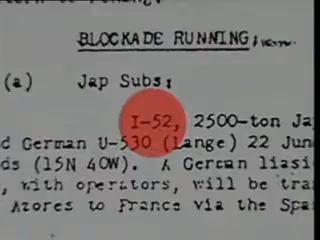 BLOCKADE RUNNING;
(a) Jap Subs:
I-52, 2500-ton Ja
d German U-530 (Lange) 22 Jun
ds (15N 40W). A German liasi
, with operators, will be tra
Azores to France via the Spa